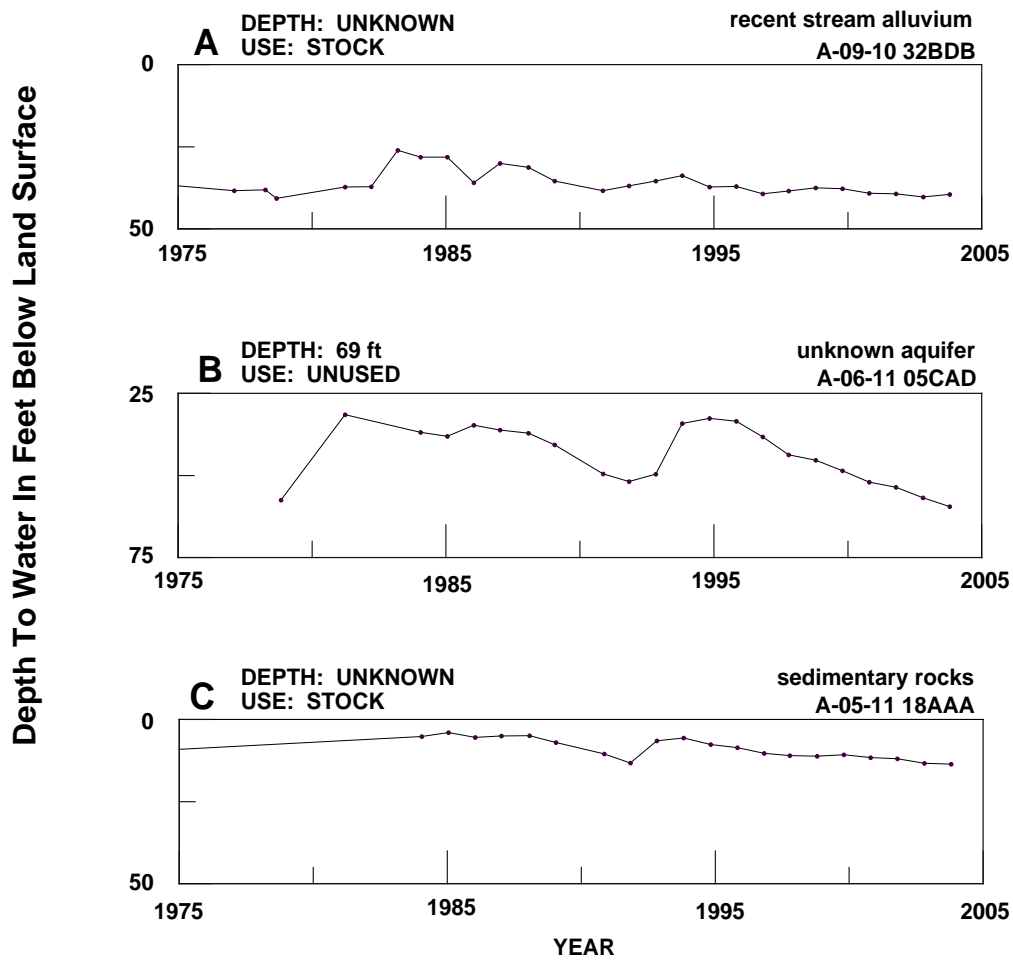 Depth To Water In Feet Below Land Surface
A
DEPTH: UNKNOWN
USE: STOCK
recent stream alluvium
A-09-10 32BDB
0
50
1975
1985
1995
2005
B
DEPTH: 69 ft
USE: UNUSED
unknown aquifer
A-06-11 05CAD
25
75
1975
1985
1995
2005
C
DEPTH: UNKNOWN
USE: STOCK
sedimentary rocks
A-05-11 18AAA
0
50
1975
1985
1995
2005
YEAR